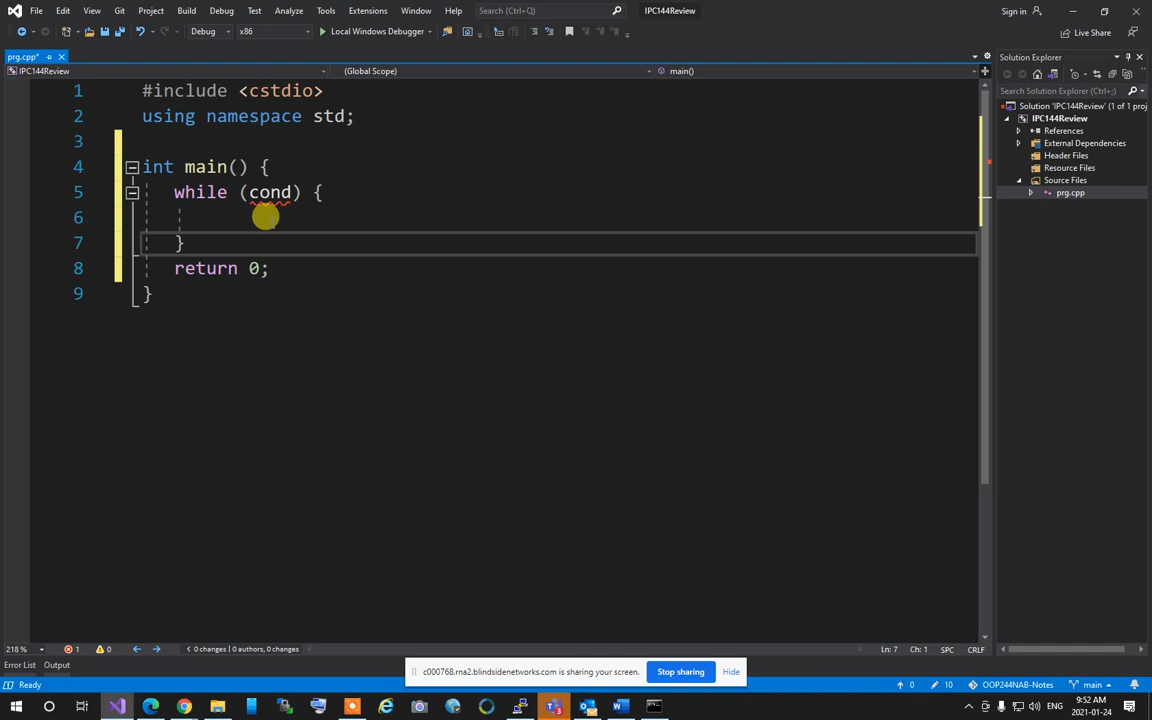 File Edit View Git Project Build Debug Test Analyze Tools Extensions Window Help Search (Ctrl+Q) IPC144Review Sign in
Debug x86 Local Windows Debugger Live Share
prg.cpp*
IPC144Review (Global Scope) main()
1 #include <cstdio>
2 using namespace std;
3
4 int main() {
5 while (cond) {
6
7 }
8 return 0;
9 }
Solution Explorer
Search Solution Explorer (Ctrl+;)
Solution 'IPC144Review' (1 of 1 proj
IPC144Review
References
External Dependencies
Header Files
Resource Files
Source Files
prg.cpp
218 % 1 0 0 changes | 0 authors, 0 changes Ln: 7 Ch: 1 SPC CRLF
Error List Output
c000768.rna2.blindsidenetworks.com is sharing your screen. Stop sharing Hide
Ready 0 10 OOP244NAB-Notes main
ENG 9:52 AM
2021-01-24